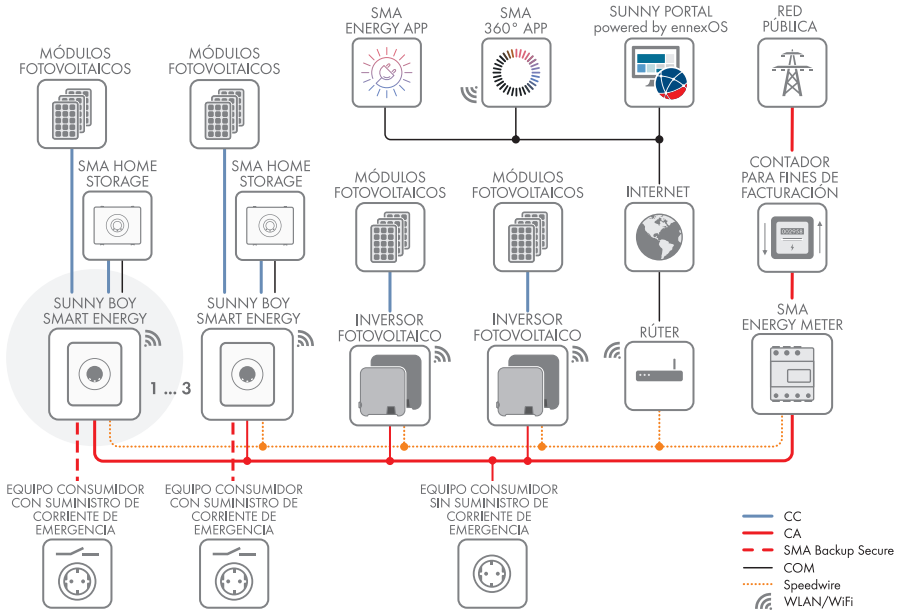 SMA
ENERGY APP
SMA
360° APP
SUNNY PORTAL
powered by ennexOS
RED
PÚBLICA
MÓDULOS
FOTOVOLTAICOS
MÓDULOS
FOTOVOLTAICOS
SMA HOME
STORAGE
SMA HOME
STORAGE
MÓDULOS
FOTOVOLTAICOS
MÓDULOS
FOTOVOLTAICOS
INTERNET
CONTADOR
PARA FINES DE
FACTURACIÓN
SUNNY BOY
SMART ENERGY
SUNNY BOY
SMART ENERGY
INVERSOR
FOTOVOLTAICO
INVERSOR
FOTOVOLTAICO
RÚTER
SMA
ENERGY METER
1 ... 3
EQUIPO CONSUMIDOR
CON SUMINISTRO DE
CORRIENTE DE
EMERGENCIA
EQUIPO CONSUMIDOR
CON SUMINISTRO DE
CORRIENTE DE
EMERGENCIA
EQUIPO CONSUMIDOR
SIN SUMINISTRO DE
CORRIENTE DE
EMERGENCIA
CC
CA
SMA Backup Secure
COM
Speedwire
WLAN/WiFi